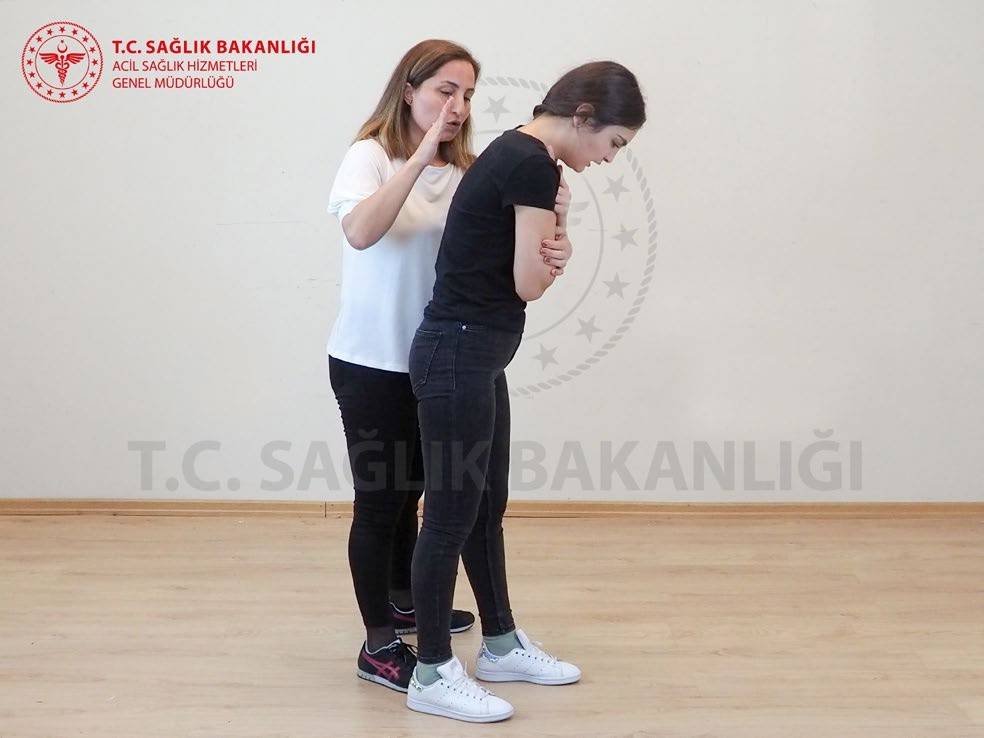 T.C. SAĞLIK BAKANLIĞI
ACİL SAĞLIK HİZMETLERİ
GENEL MÜDÜRLÜĞÜ
T.C. SAĞLIK BAKANLIĞI